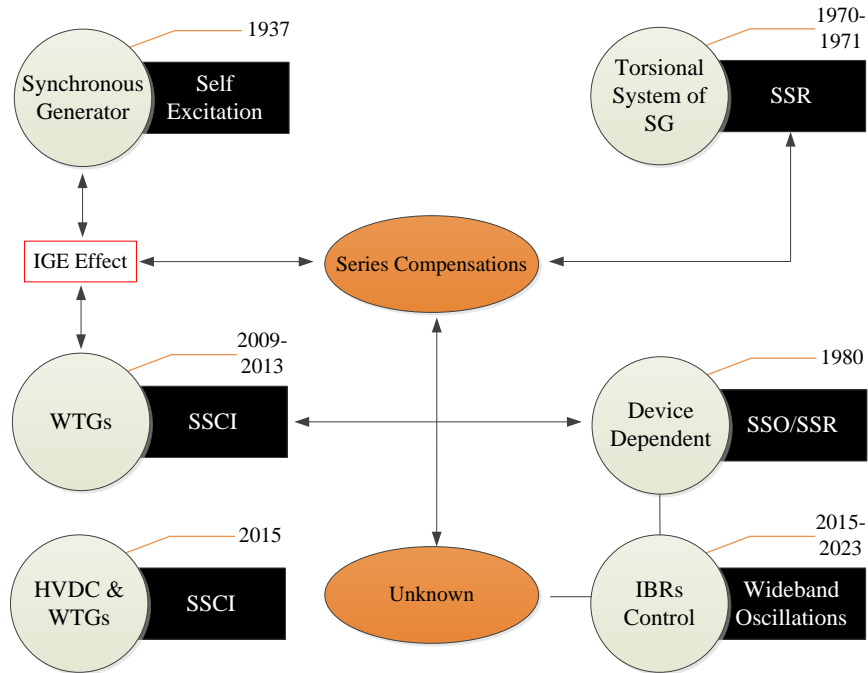 1937
Synchronous
Generator
Self
Excitation
1970-
1971
Torsional
System of
SG
SSR
IGE Effect
Series Compensations
2009-
2013
WTGs
SSCI
1980
Device
Dependent
SSO/SSR
2015
HVDC &
WTGs
SSCI
Unknown
2015-
2023
IBRs
Control
Wideband
Oscillations